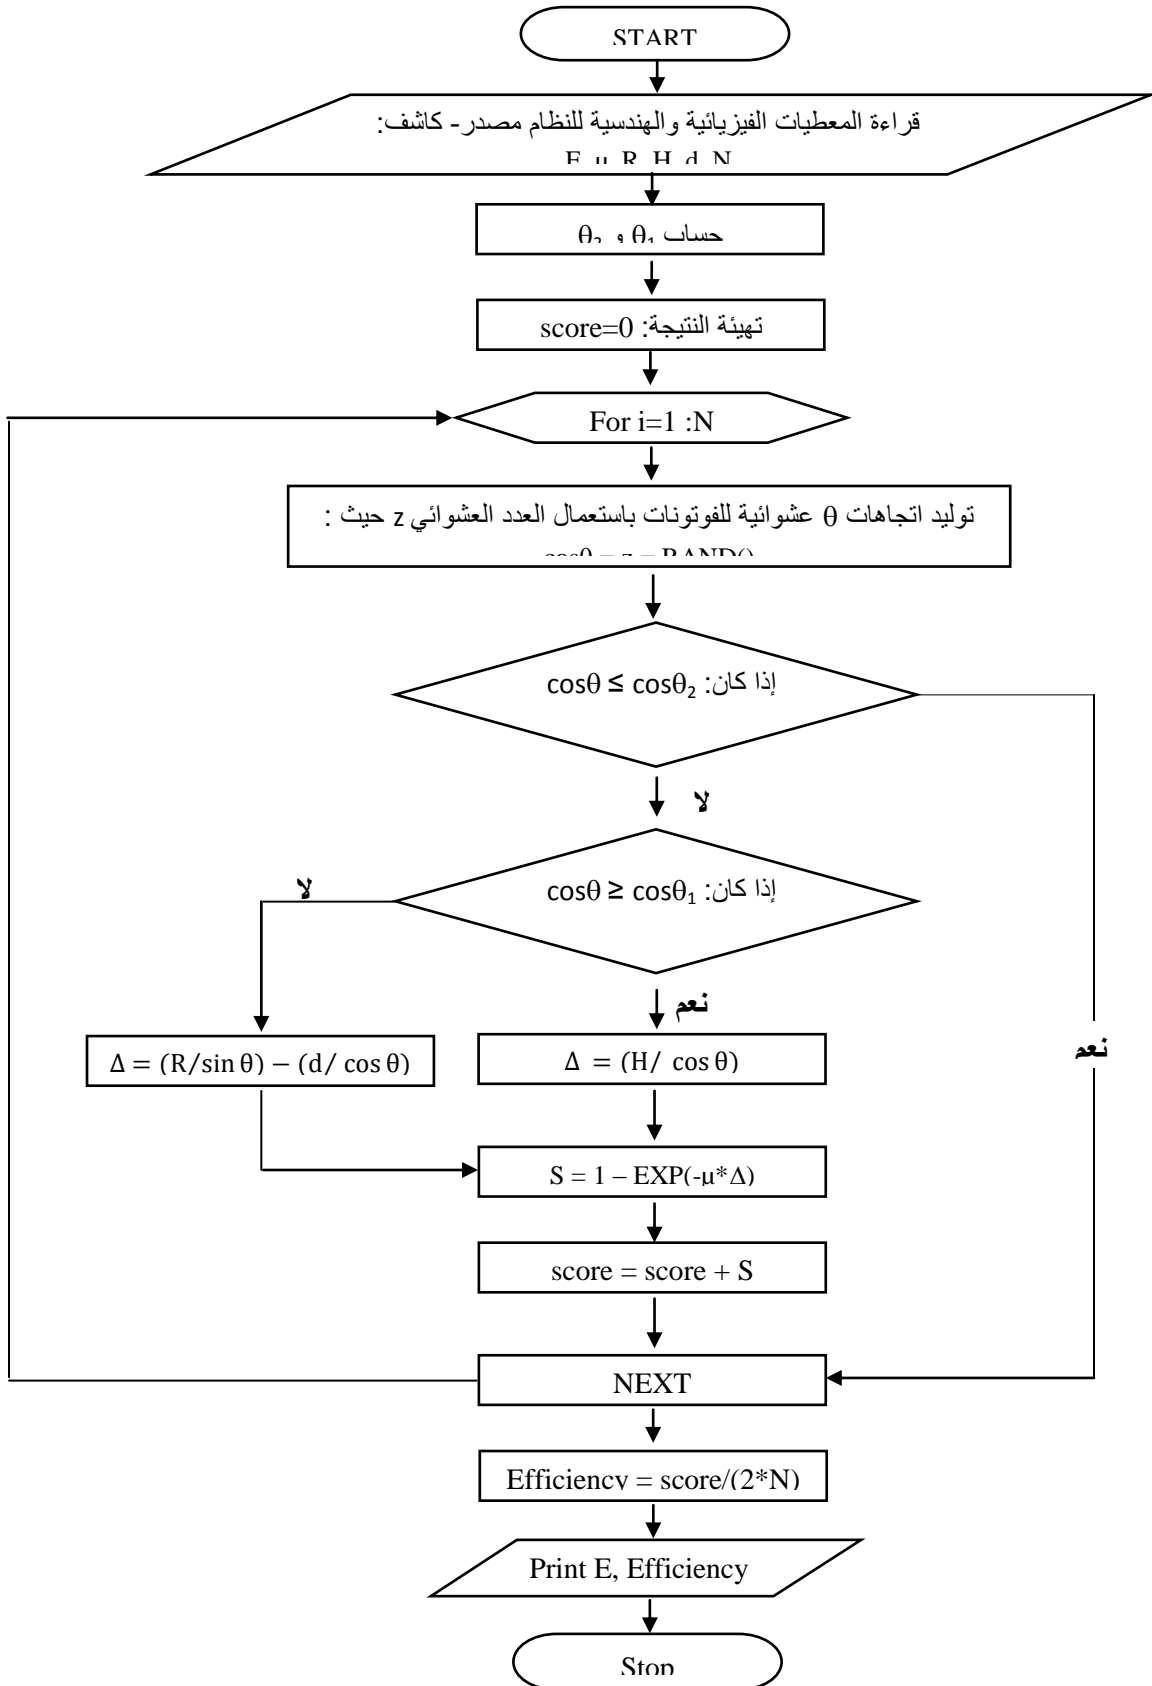 START
قراءة المعطيات الفيزيائية والهندسية للنظام مصدر- كاشف:
E, μ, R, H, d, N
حساب θ₁ و θ₂
تهيئة النتيجة: score=0
For i=1 :N
توليد اتجاهات θ عشوائية للفوتونات باستعمال العدد العشوائي z حيث :
cosθ = z = RAND()
إذا كان: cosθ ≤ cosθ₂
لا
إذا كان: cosθ ≥ cosθ₁
لا
نعم
نعم
Δ = (R/sin θ) − (d/ cos θ)
Δ = (H/ cos θ)
S = 1 – EXP(-μ*Δ)
score = score + S
NEXT
Efficiency = score/(2*N)
Print E, Efficiency
Stop